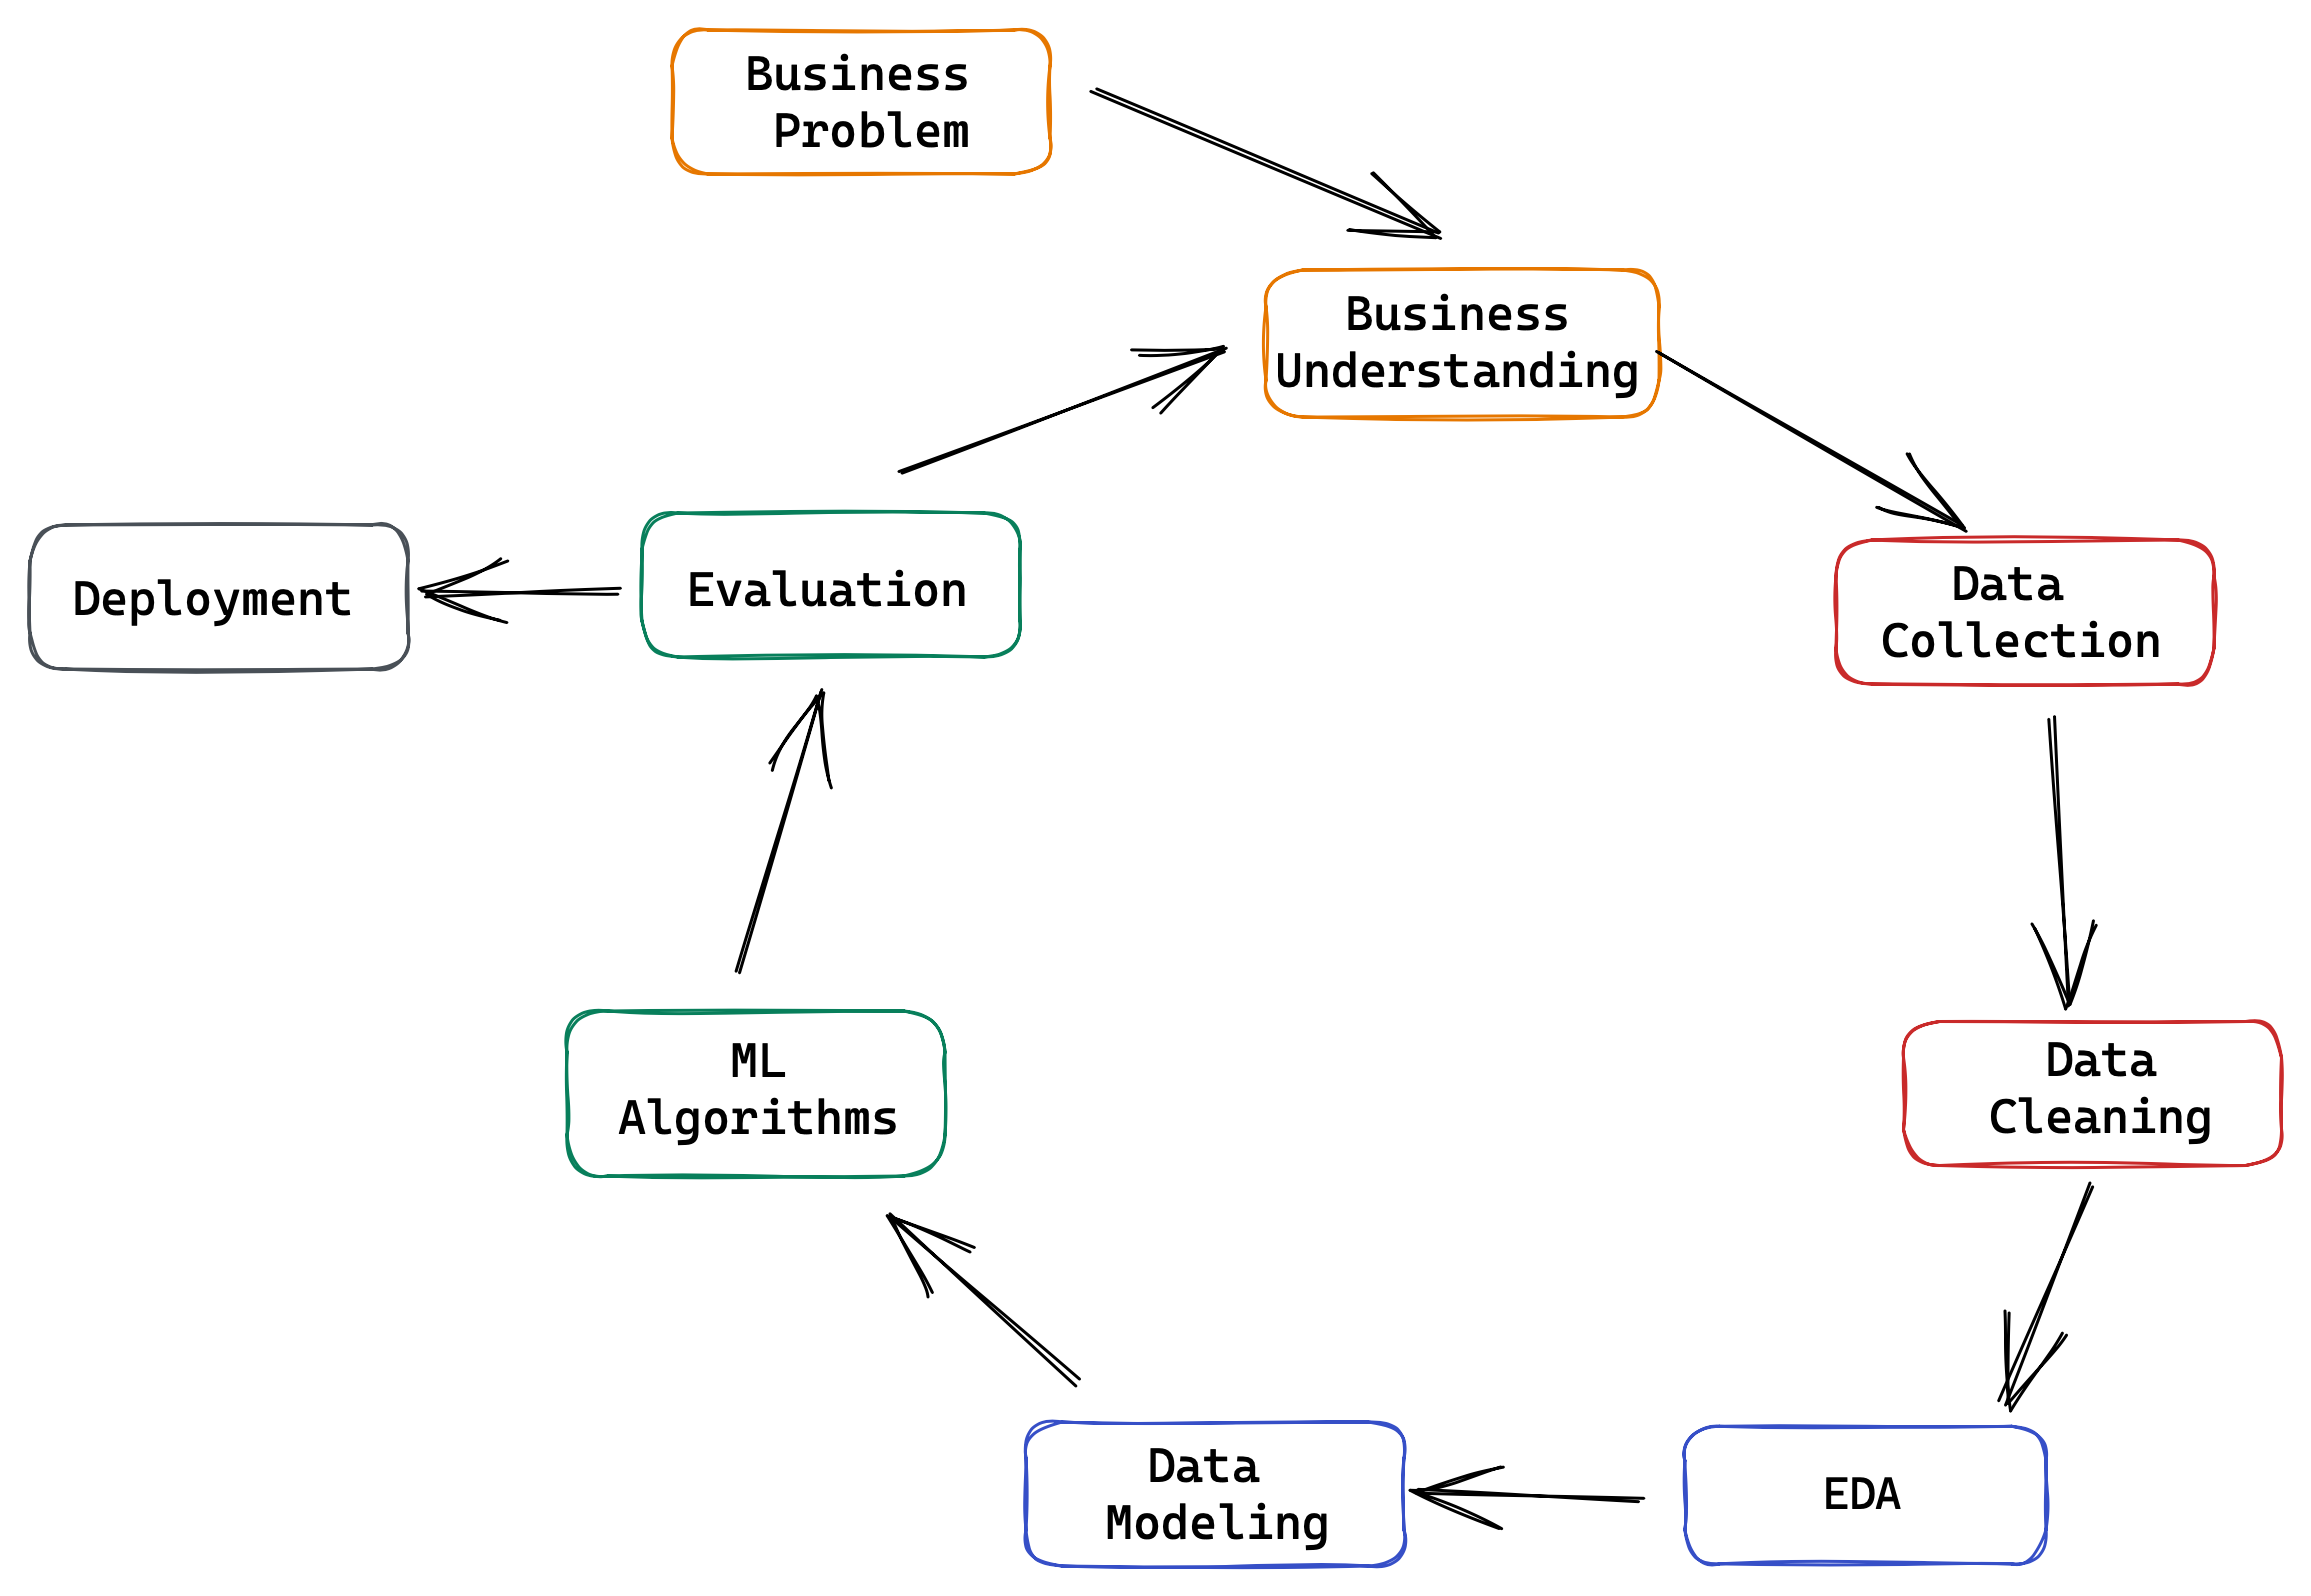 Business
Problem
Business
Understanding
Deployment
Evaluation
Data
Collection
ML
Algorithms
Data
Cleaning
Data
Modeling
EDA